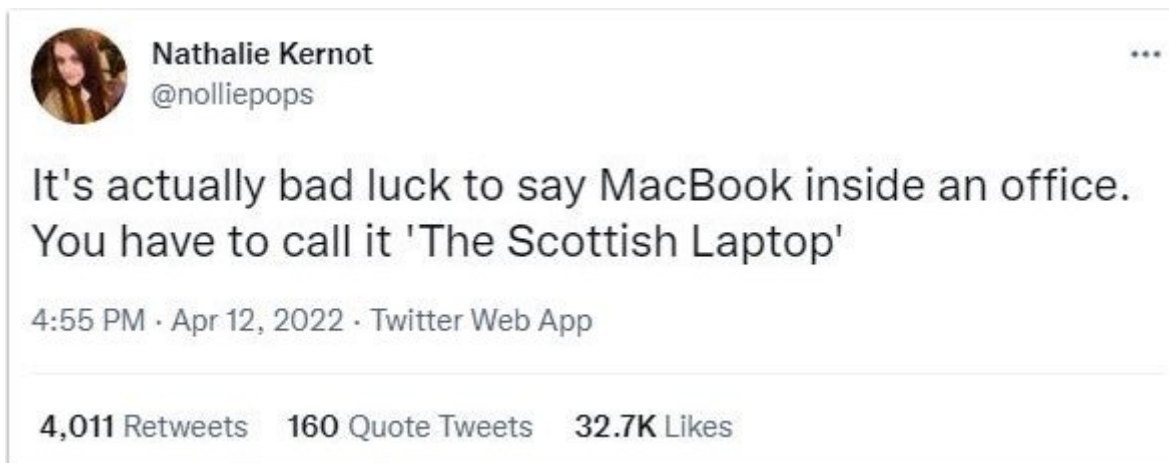 Nathalie Kernot
@nolliepops
It's actually bad luck to say MacBook inside an office.
You have to call it 'The Scottish Laptop'
4:55 PM · Apr 12, 2022 · Twitter Web App
4,011 Retweets 160 Quote Tweets 32.7K Likes